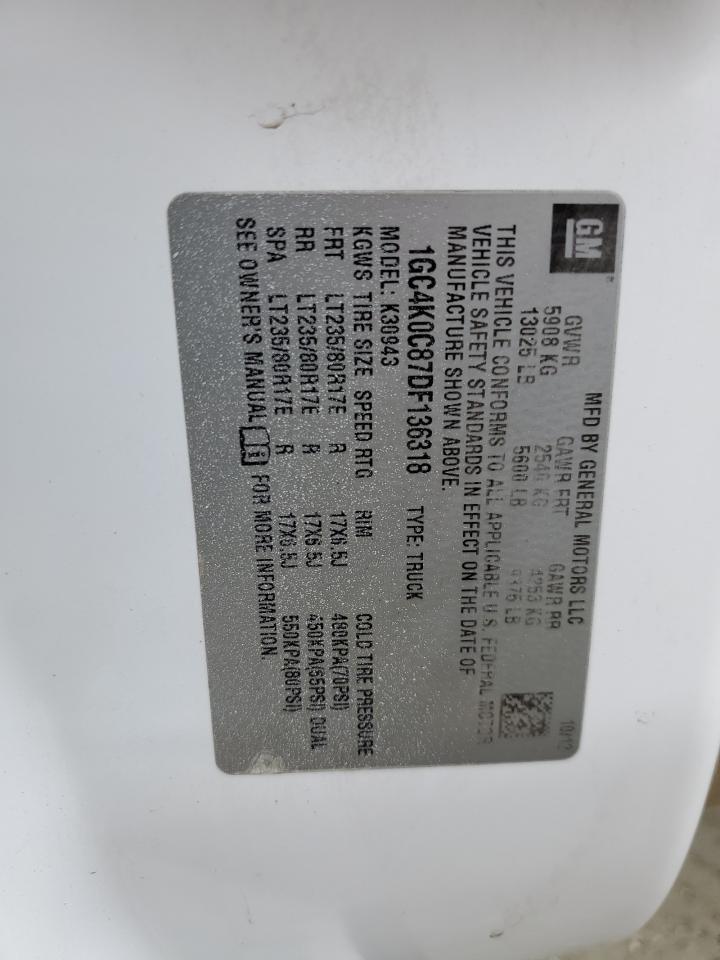 GM
MFD BY GENERAL MOTORS LLC 10/12
GVWR GAWR FRT GAWR RR
5908 KG 2540 KG 4253 KG
13025 LB 5600 LB 9375 LB
THIS VEHICLE CONFORMS TO ALL APPLICABLE U.S. FEDERAL MOTOR
VEHICLE SAFETY STANDARDS IN EFFECT ON THE DATE OF
MANUFACTURE SHOWN ABOVE.
1GC4K0C87DF136318 TYPE: TRUCK
MODEL: K30943
KGWS TIRE SIZE SPEED RTG RIM COLD TIRE PRESSURE
FRT LT235/80R17E R 17X6.5J 480KPA(70PSI)
RR LT235/80R17E R 17X6.5J 450KPA(65PSI) DUAL
SPA LT235/80R17E R 17X6.5J 550KPA(80PSI)
SEE OWNER'S MANUAL FOR MORE INFORMATION.